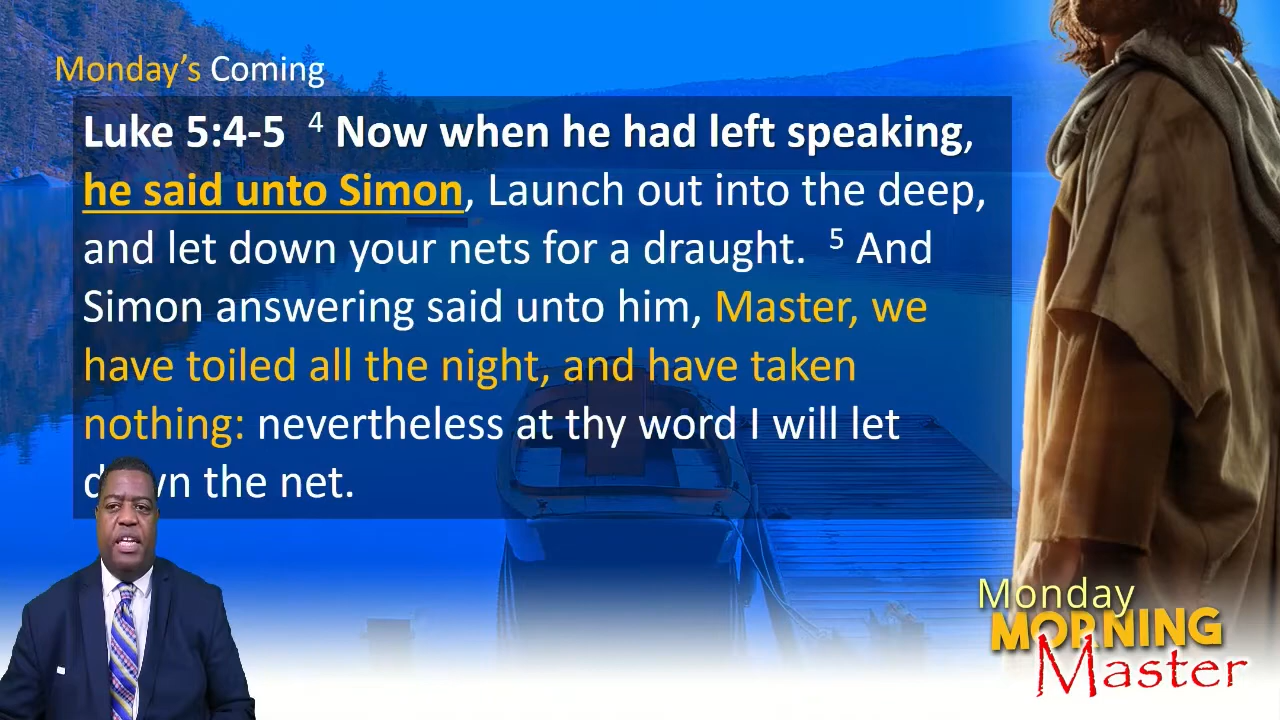 Monday's Coming
Luke 5:4-5 ⁴ Now when he had left speaking,
he said unto Simon, Launch out into the deep,
and let down your nets for a draught. ⁵ And
Simon answering said unto him, Master, we
have toiled all the night, and have taken
nothing: nevertheless at thy word I will let
down the net.
Monday
MORNING
Master